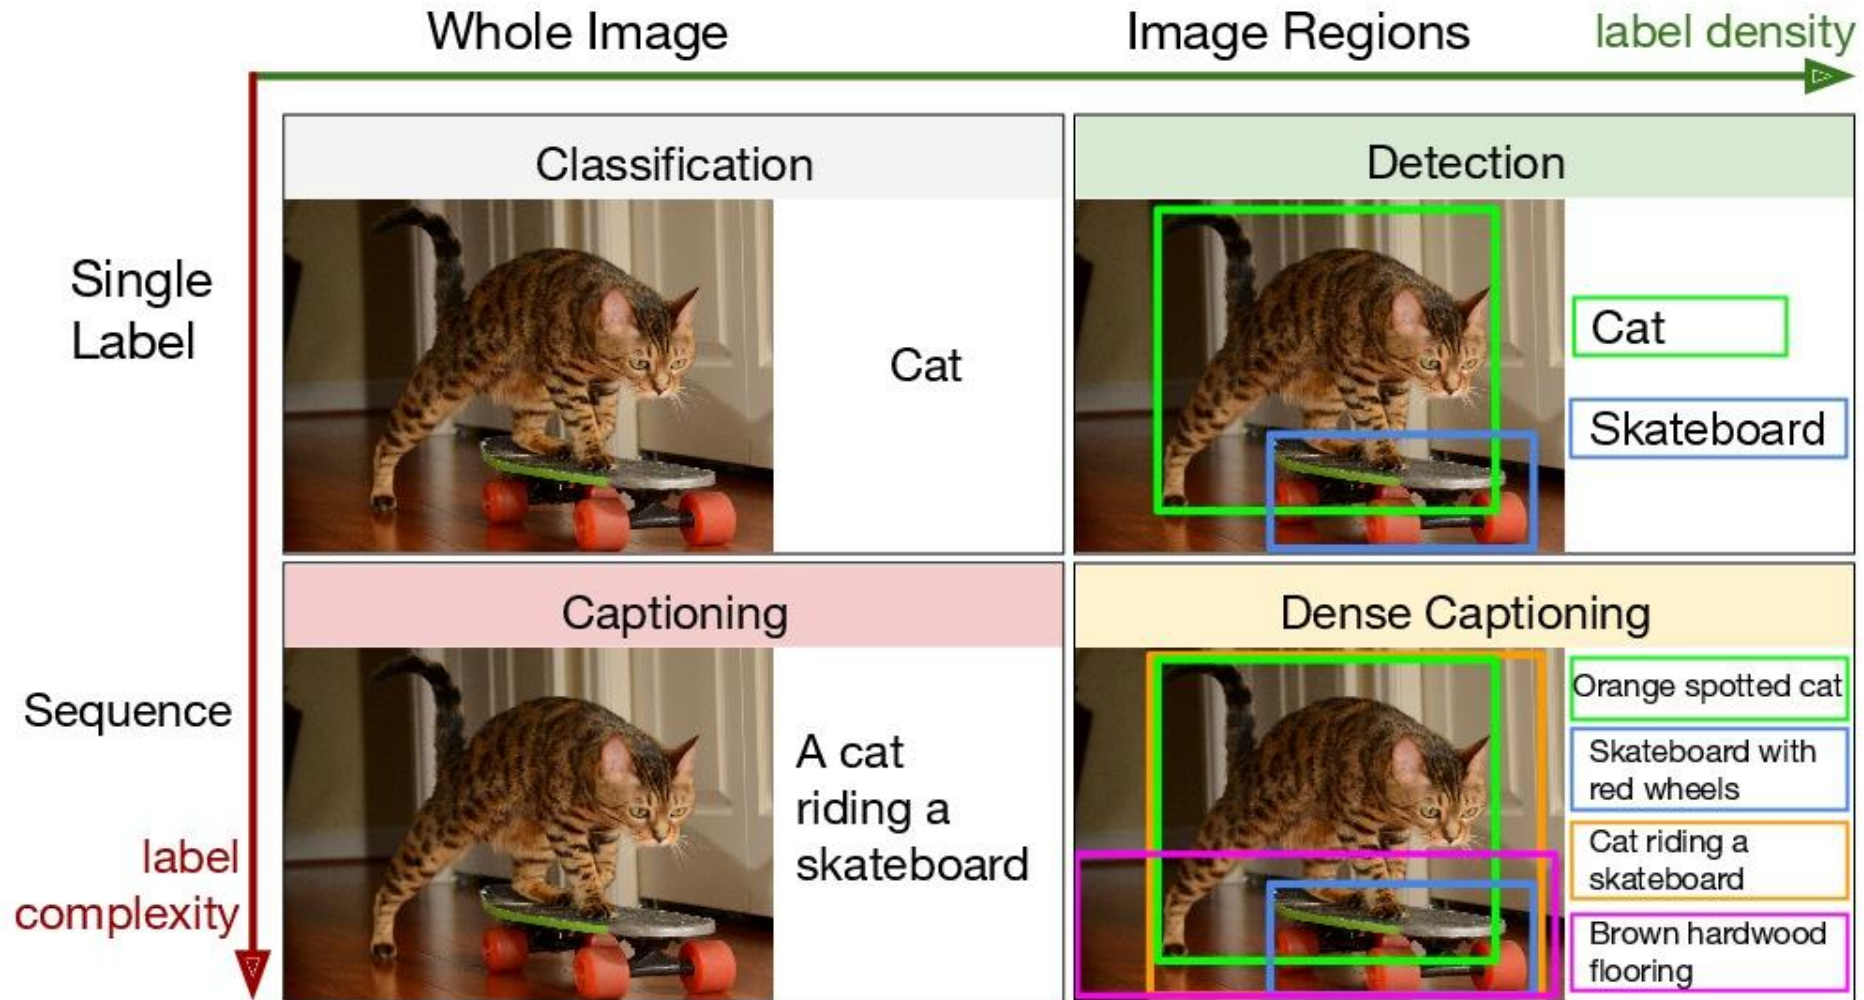 Whole Image
Image Regions
label density
Classification
Detection
Single
Label
Cat
Cat
Skateboard
Captioning
Dense Captioning
Sequence
label
complexity
A cat
riding a
skateboard
Orange spotted cat
Skateboard with
red wheels
Cat riding a
skateboard
Brown hardwood
flooring